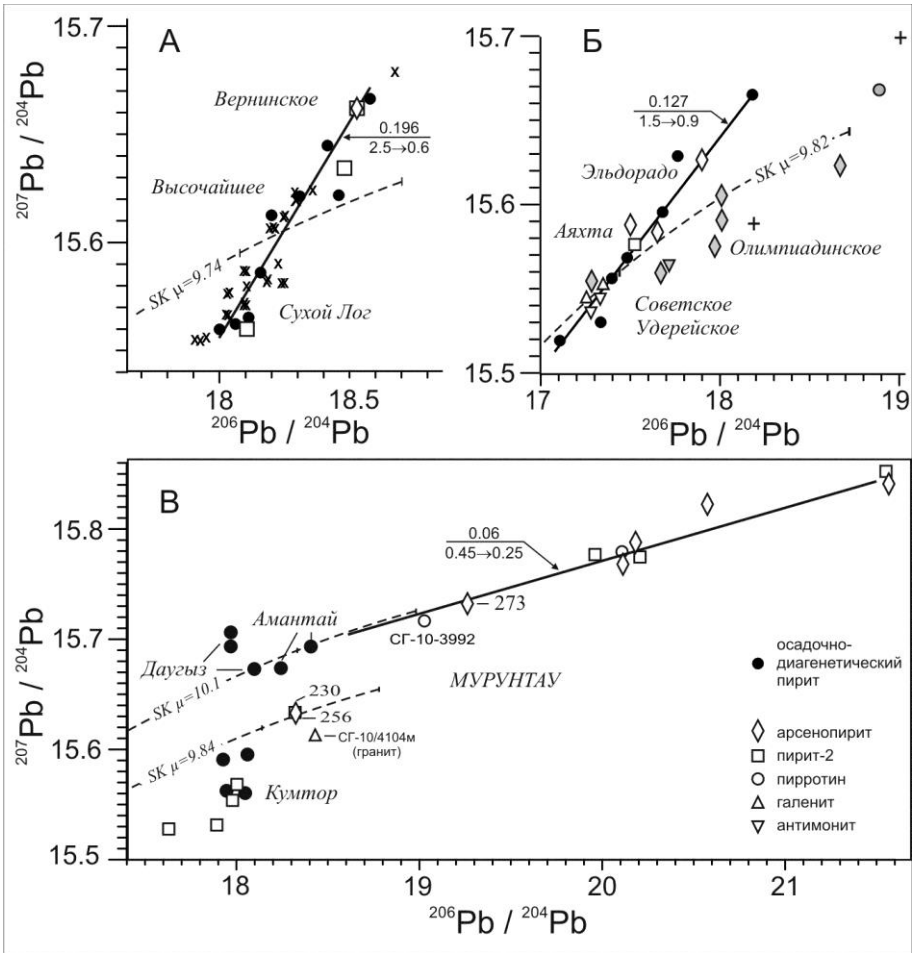 А
15.7
15.6
207Pb / 204Pb
Вернинское
Высочайшее
Сухой Лог
0.196
2.5→0.6
SK µ=9.74
18
18.5
206Pb / 204Pb
Б
15.7
15.6
15.5
207Pb / 204Pb
0.127
1.5→0.9
Эльдорадо
Аяхта
SK µ=9.82
Олимпиадинское
Советское
Удерейское
17
18
19
206Pb / 204Pb
В
15.8
15.7
15.6
15.5
207Pb / 204Pb
0.06
0.45→0.25
273
СГ-10-3992
Амантай
Даугыз
SK µ=10.1
МУРУНТАУ
230
256
СГ-10/4104м
(гранит)
SK µ=9.84
Кумтор
осадочно-
диагенетический
пирит
арсенопирит
пирит-2
пирротин
галенит
антимонит
18
19
20
21
206Pb / 204Pb